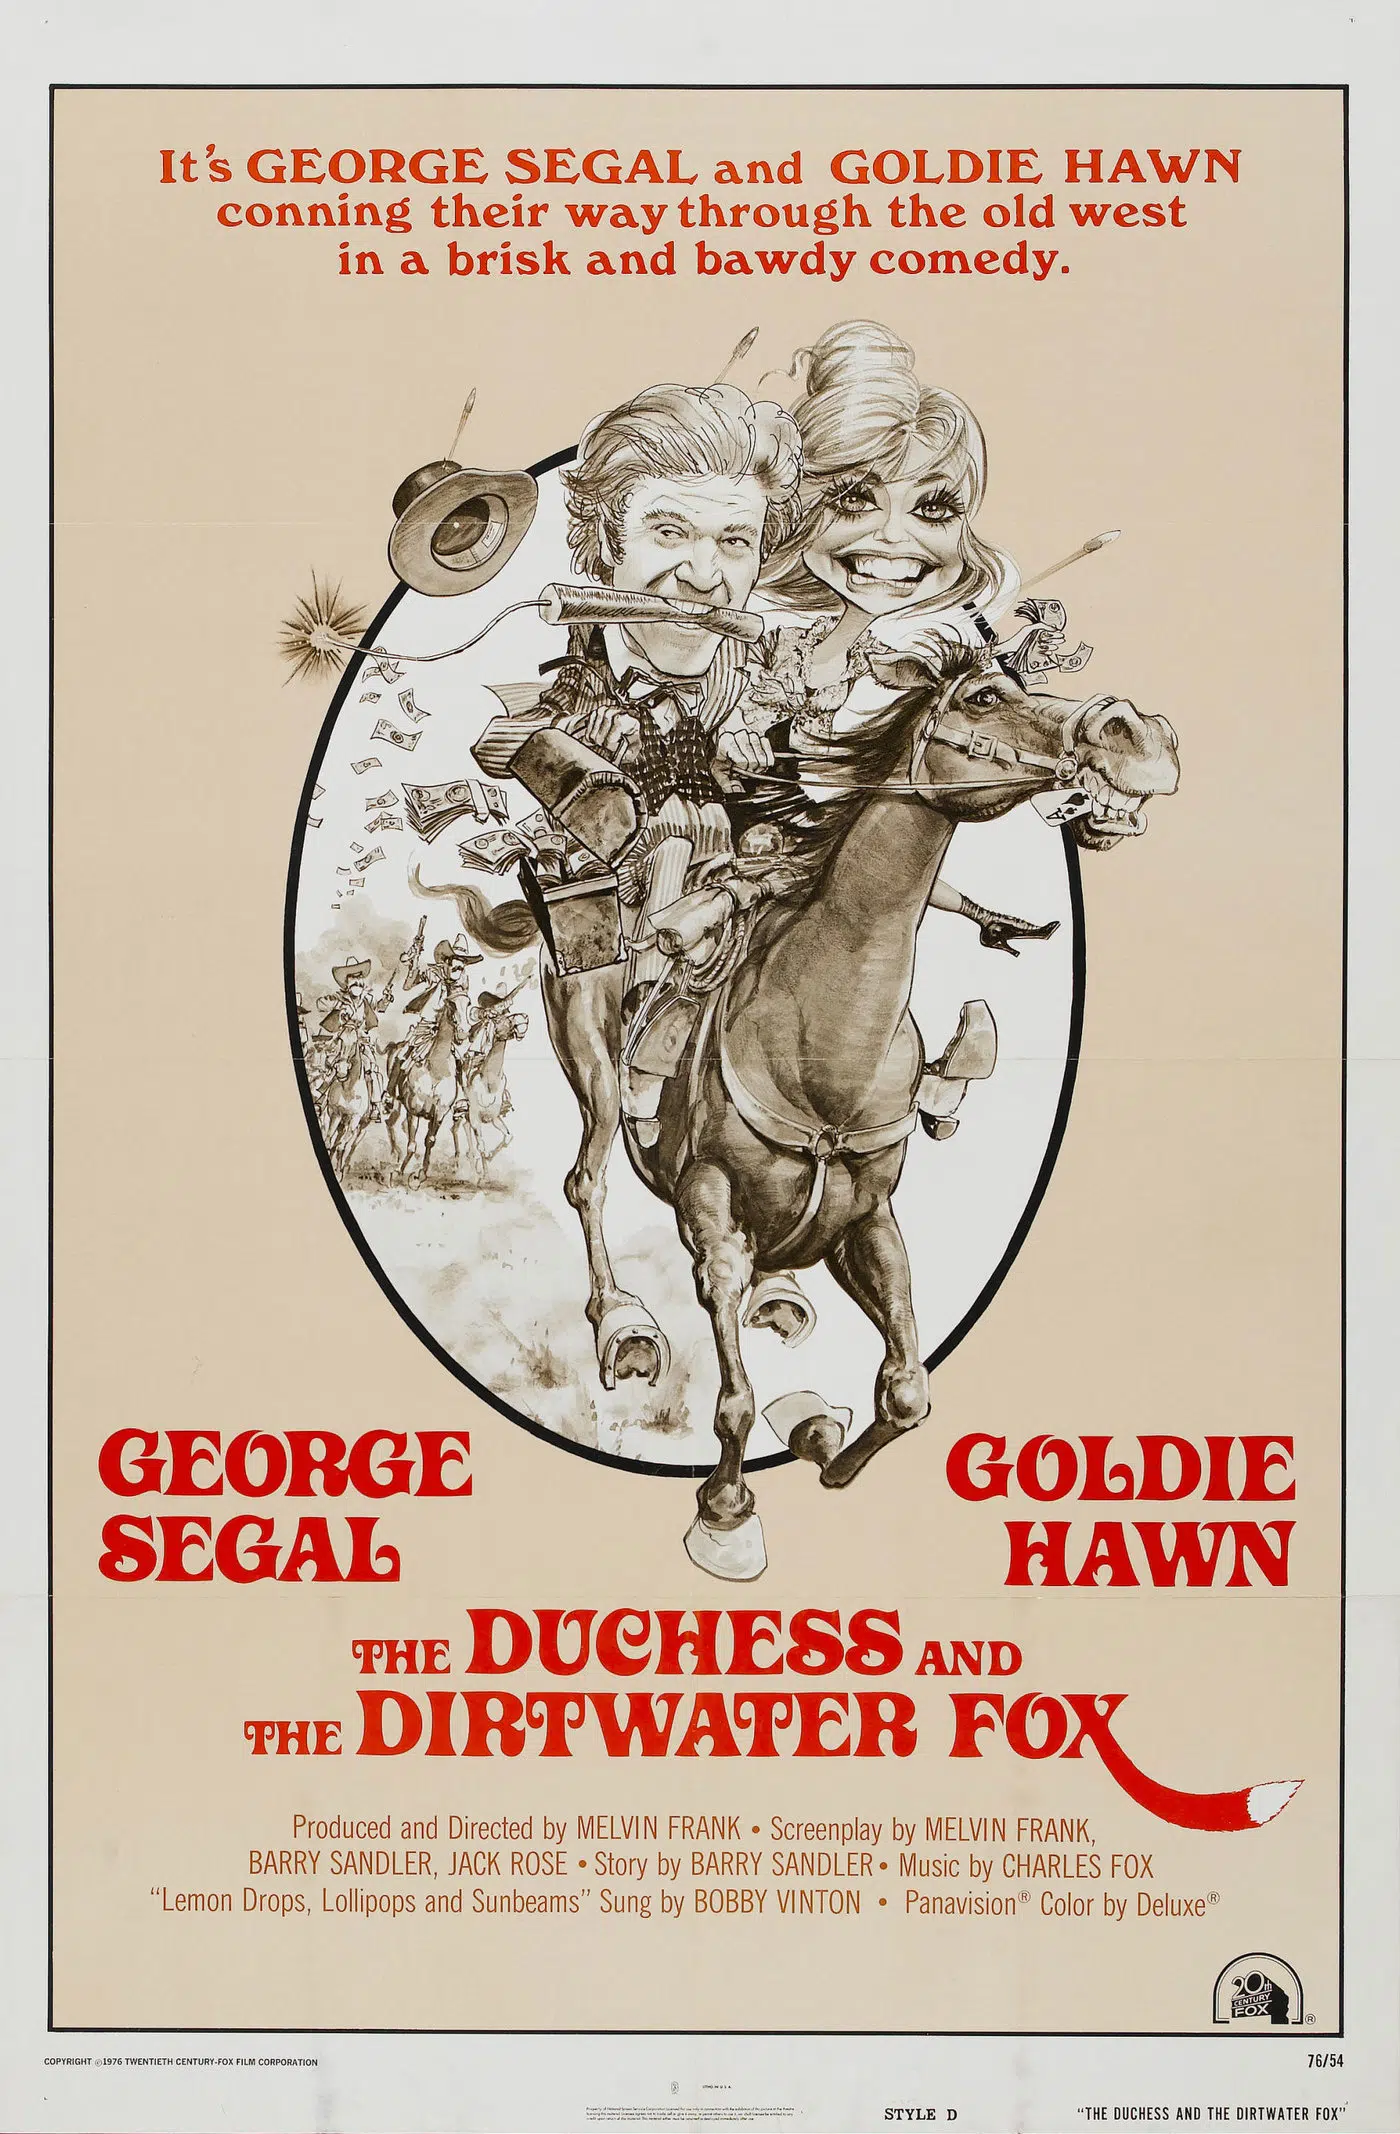 It's GEORGE SEGAL and GOLDIE HAWN
conning their way through the old west
in a brisk and bawdy comedy.
GEORGE
SEGAL
GOLDIE
HAWN
THE DUCHESS AND
THE DIRTWATER FOX
Produced and Directed by MELVIN FRANK • Screenplay by MELVIN FRANK,
BARRY SANDLER, JACK ROSE • Story by BARRY SANDLER • Music by CHARLES FOX
“Lemon Drops, Lollipops and Sunbeams” Sung by BOBBY VINTON • Panavision® Color by Deluxe®
20th
CENTURY
FOX
®
COPYRIGHT ©1976 TWENTIETH CENTURY-FOX FILM CORPORATION
76/54
LITHO. IN U.S.A.
STYLE D
“THE DUCHESS AND THE DIRTWATER FOX”